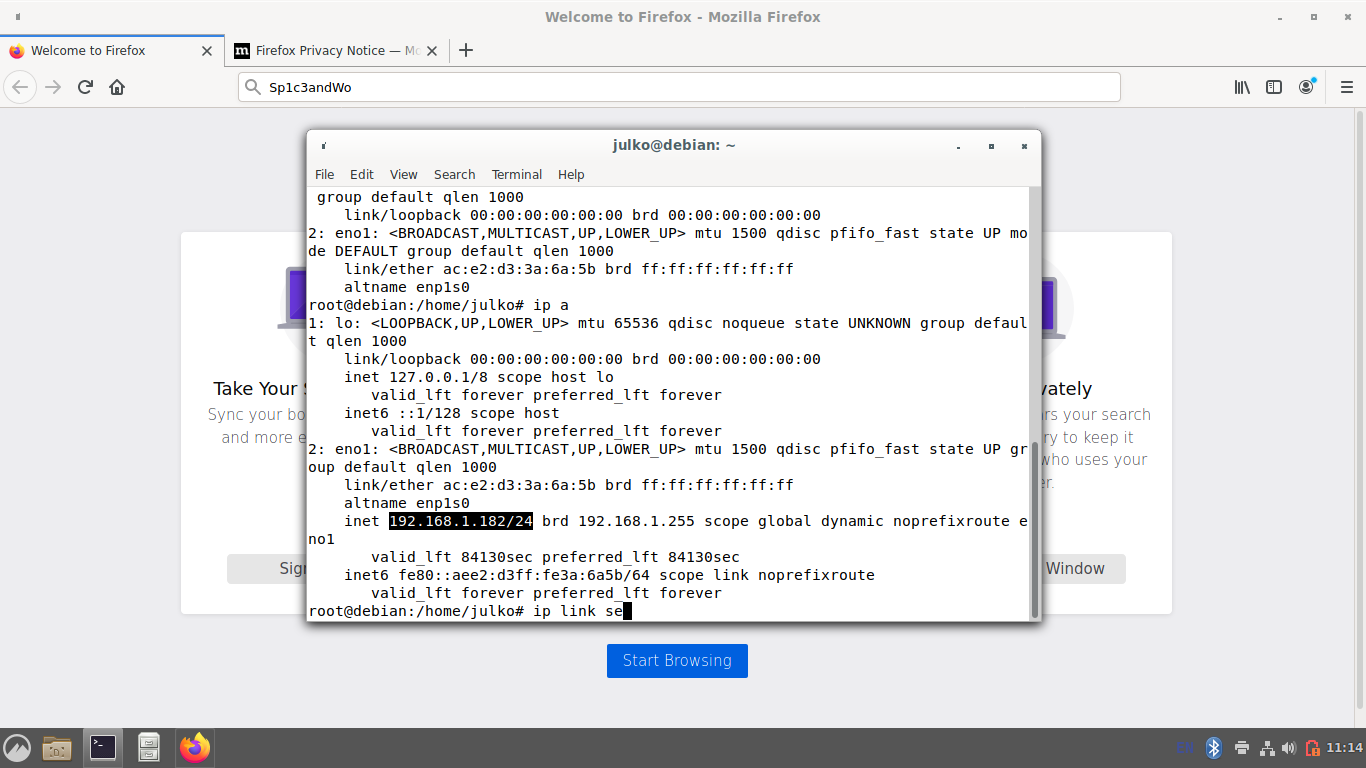 Welcome to Firefox - Mozilla Firefox
Welcome to Firefox
Firefox Privacy Notice — Mo
Sp1c3andWo
julko@debian: ~
File Edit View Search Terminal Help
group default qlen 1000
link/loopback 00:00:00:00:00:00 brd 00:00:00:00:00:00
2: eno1: <BROADCAST,MULTICAST,UP,LOWER_UP> mtu 1500 qdisc pfifo_fast state UP mo
de DEFAULT group default qlen 1000
link/ether ac:e2:d3:3a:6a:5b brd ff:ff:ff:ff:ff:ff
altname enp1s0
root@debian:/home/julko# ip a
1: lo: <LOOPBACK,UP,LOWER_UP> mtu 65536 qdisc noqueue state UNKNOWN group defaul
t qlen 1000
link/loopback 00:00:00:00:00:00 brd 00:00:00:00:00:00
inet 127.0.0.1/8 scope host lo
valid_lft forever preferred_lft forever
inet6 ::1/128 scope host
valid_lft forever preferred_lft forever
2: eno1: <BROADCAST,MULTICAST,UP,LOWER_UP> mtu 1500 qdisc pfifo_fast state UP gr
oup default qlen 1000
link/ether ac:e2:d3:3a:6a:5b brd ff:ff:ff:ff:ff:ff
altname enp1s0
inet 192.168.1.182/24 brd 192.168.1.255 scope global dynamic noprefixroute e
no1
valid_lft 84130sec preferred_lft 84130sec
inet6 fe80::aee2:d3ff:fe3a:6a5b/64 scope link noprefixroute
valid_lft forever preferred_lft forever
root@debian:/home/julko# ip link se
Take Your
Sync your bo
and more e
Sig
vately
rs your search
ry to keep it
who uses your
er.
Window
Start Browsing
EN
11:14